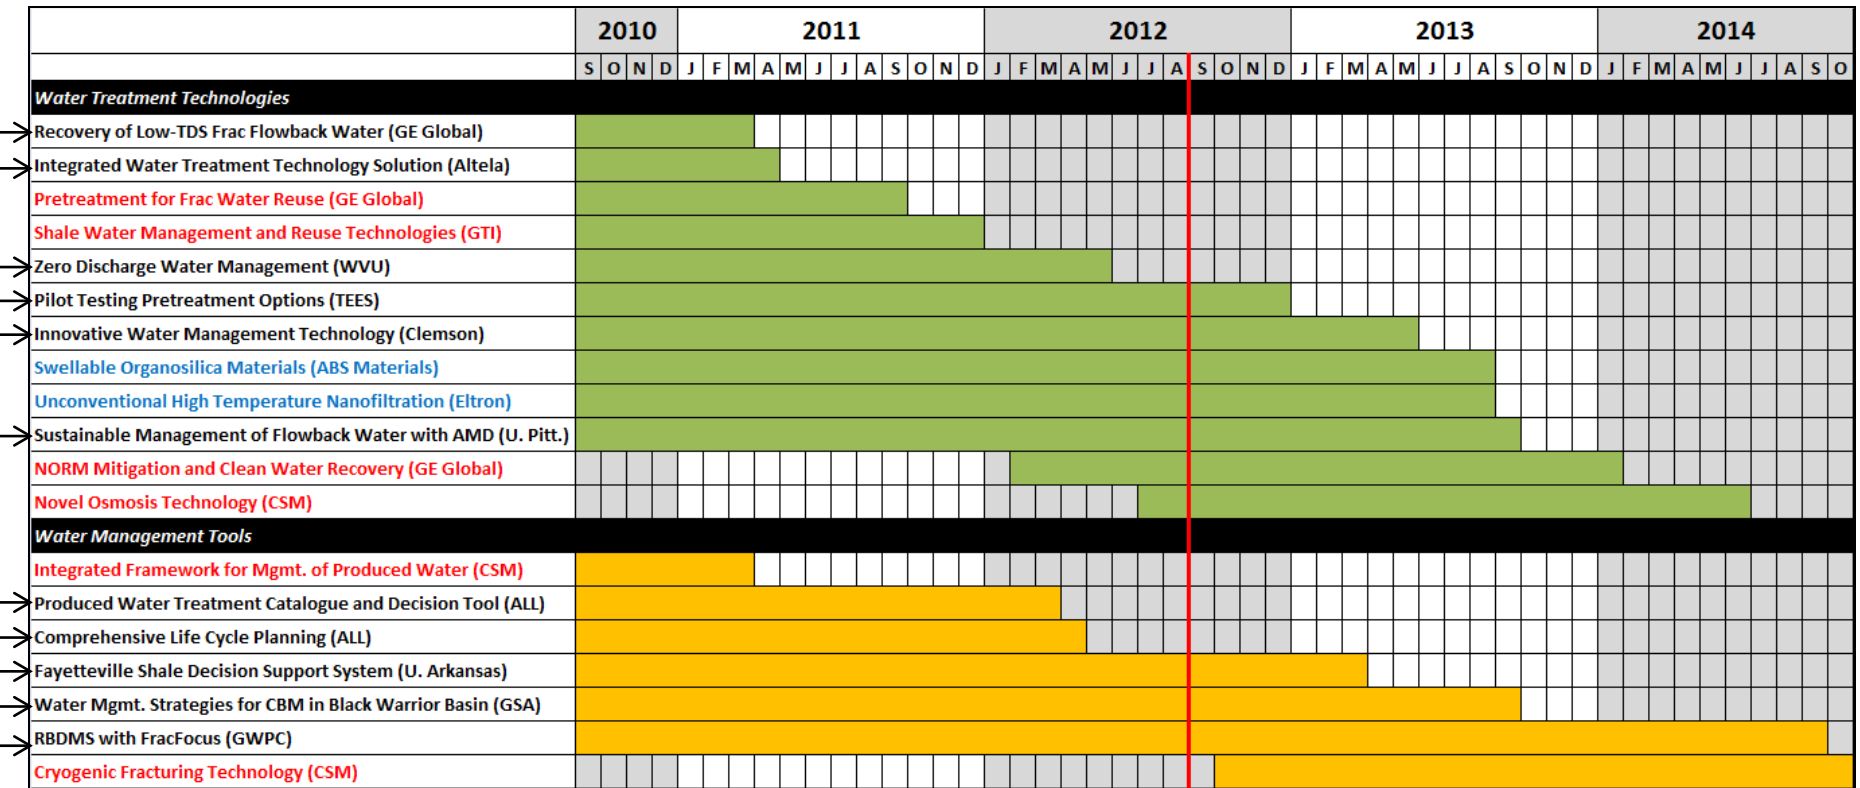 2010 2011 2012 2013 2014
S O N D J F M A M J J A S O N D J F M A M J J A S O N D J F M A M J J A S O N D J F M A M J J A S O
Water Treatment Technologies
Recovery of Low-TDS Frac Flowback Water (GE Global)
Integrated Water Treatment Technology Solution (Altela)
Pretreatment for Frac Water Reuse (GE Global)
Shale Water Management and Reuse Technologies (GTI)
Zero Discharge Water Management (WVU)
Pilot Testing Pretreatment Options (TEES)
Innovative Water Management Technology (Clemson)
Swellable Organosilica Materials (ABS Materials)
Unconventional High Temperature Nanofiltration (Eltron)
Sustainable Management of Flowback Water with AMD (U. Pitt.)
NORM Mitigation and Clean Water Recovery (GE Global)
Novel Osmosis Technology (CSM)
Water Management Tools
Integrated Framework for Mgmt. of Produced Water (CSM)
Produced Water Treatment Catalogue and Decision Tool (ALL)
Comprehensive Life Cycle Planning (ALL)
Fayetteville Shale Decision Support System (U. Arkansas)
Water Mgmt. Strategies for CBM in Black Warrior Basin (GSA)
RBDMS with FracFocus (GWPC)
Cryogenic Fracturing Technology (CSM)